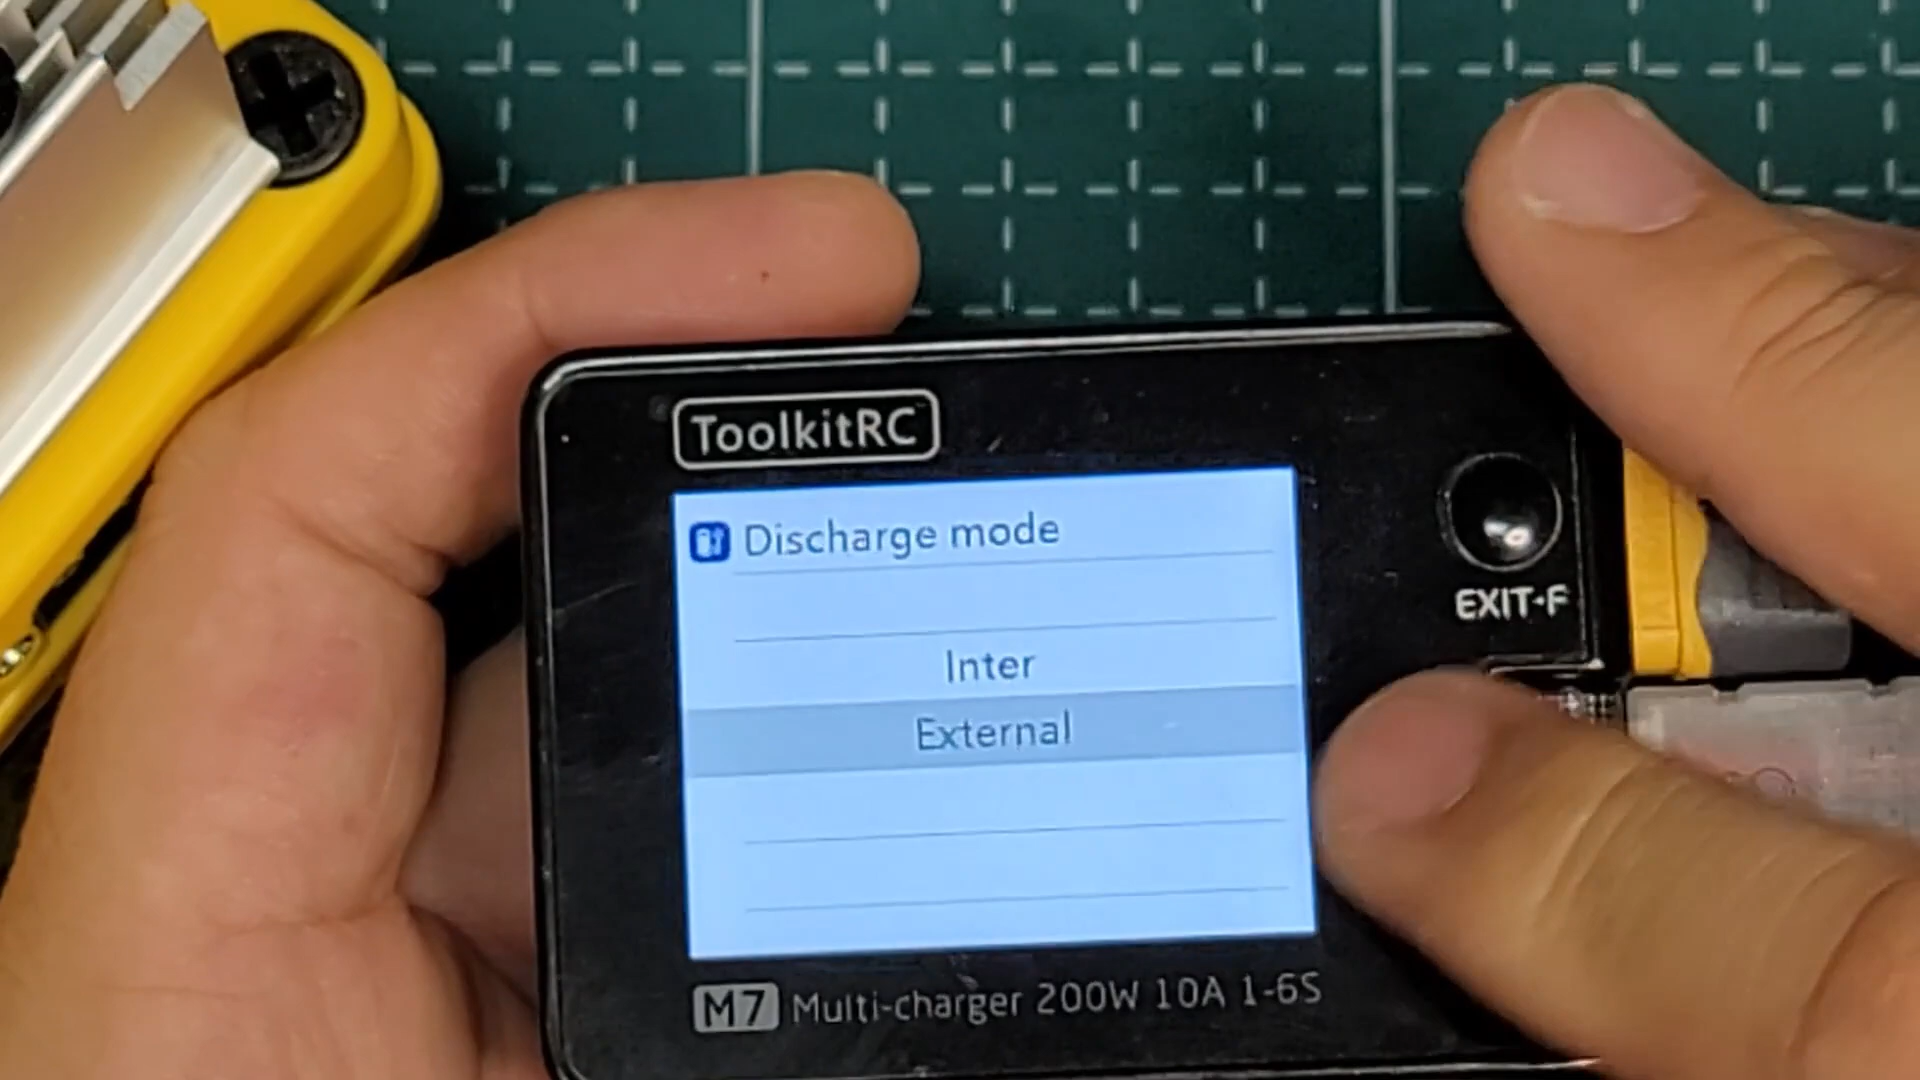 ToolkitRC
Discharge mode
Inter
External
EXIT·F
M7 Multi-charger 200W 10A 1-6S